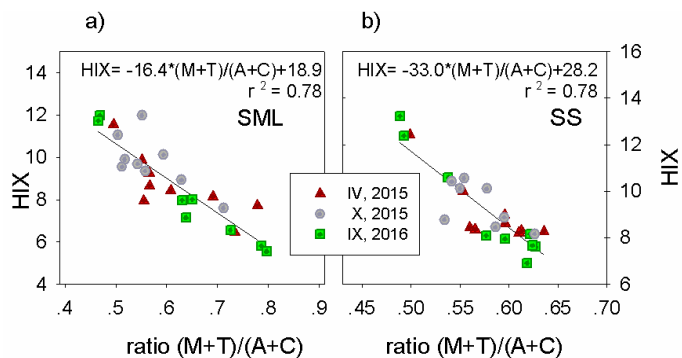 a)
HIX= -16.4*(M+T)/(A+C)+18.9
r 2 = 0.78
SML
HIX
14
12
10
8
6
4
.4 .5 .6 .7 .8 .9
ratio (M+T)/(A+C)
IV, 2015
X, 2015
IX, 2016
b)
HIX= -33.0*(M+T)/(A+C)+28.2
r 2 = 0.78
SS
16
14
12
10
8
6
HIX
.45 .50 .55 .60 .65 .70
ratio (M+T)/(A+C)